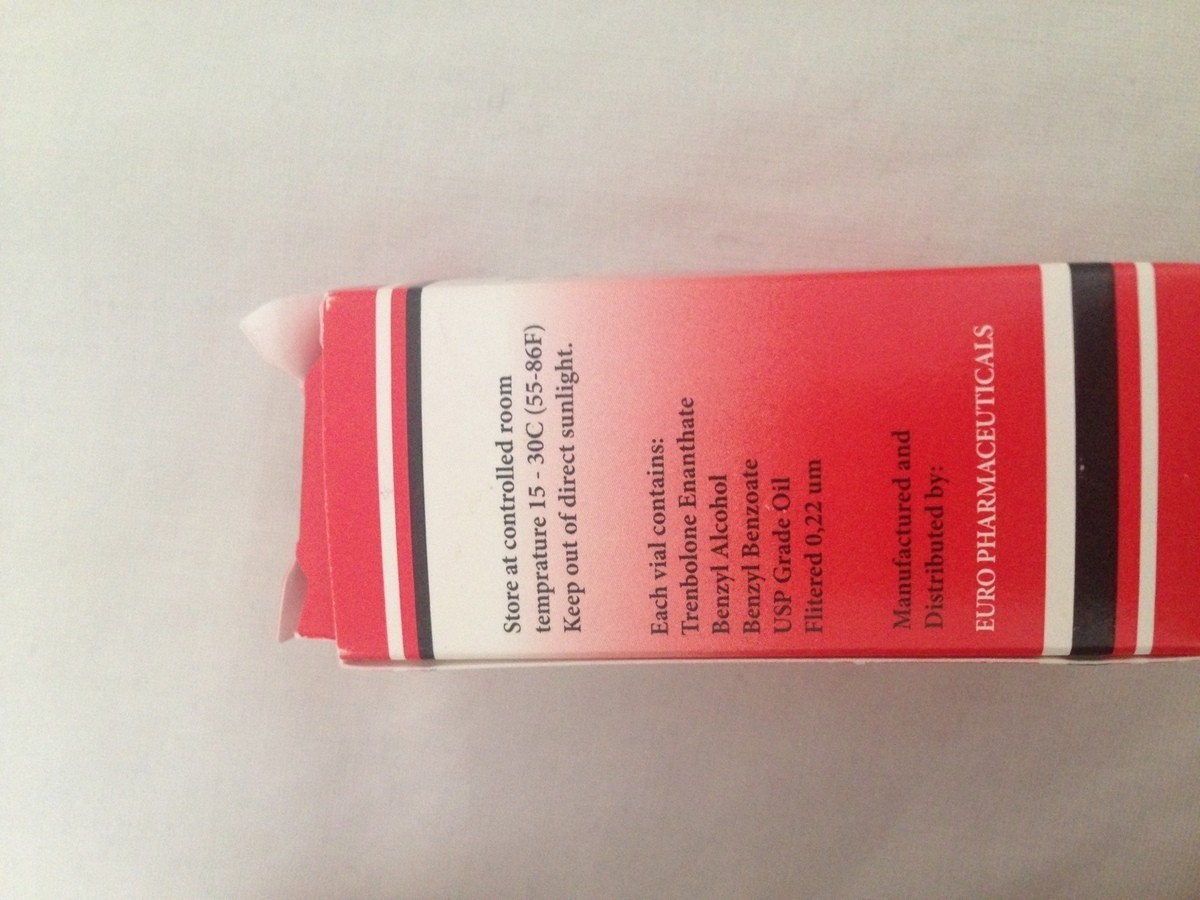 Store at controlled room
temprature 15 - 30C (55-86F)
Keep out of direct sunlight.
Each vial contains:
Trenbolone Enanthate
Benzyl Alcohol
Benzyl Benzoate
USP Grade Oil
Flitered 0,22 um
Manufactured and
Distributed by:
EURO PHARMACEUTICALS